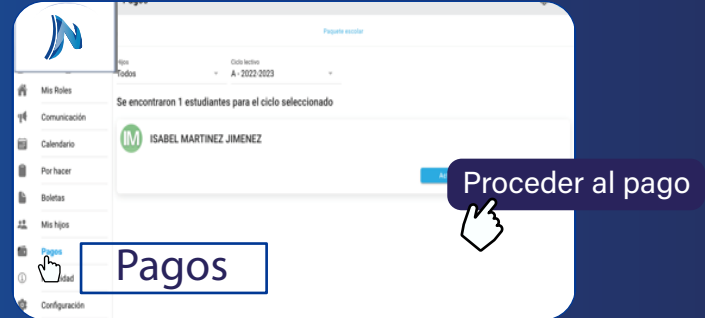 Pagos
Paquete escolar
Hijos
Ciclo lectivo
Todos
A - 2022-2023
Mis Roles
Se encontraron 1 estudiantes para el ciclo seleccionado
Comunicación
IM
ISABEL MARTINEZ JIMENEZ
Calendario
Por hacer
Proceder al pago
Boletas
Mis hijos
Pagos
Pagos
Configuración